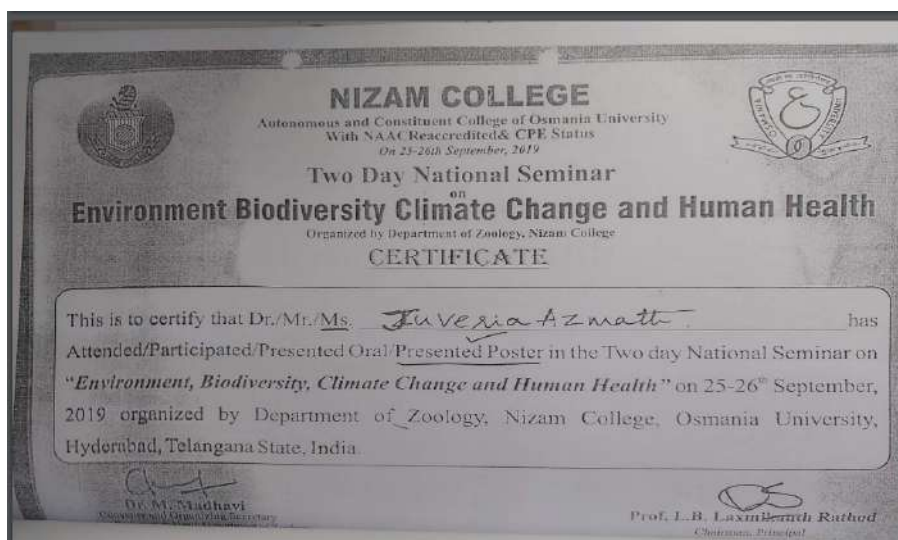 NIZAM COLLEGE
Autonomous and Constituent College of Osmania University
With NAAC Reaccredited& CPE Status
On 25-26th September, 2019
Two Day National Seminar
on
Environment Biodiversity Climate Change and Human Health
Organized by Department of Zoology, Nizam College
CERTIFICATE
This is to certify that Dr./Mr./Ms. Juveria Azmath. has
Attended/Participated/Presented Oral/Presented Poster in the Two day National Seminar on
"Environment, Biodiversity, Climate Change and Human Health" on 25-26th September,
2019 organized by Department of Zoology, Nizam College, Osmania University,
Hyderabad, Telangana State, India.
Dr. M. Madhavi
Convener and Organizing Secretary
Prof. L.B. Laxmikanth Rathod
Chairman, Principal